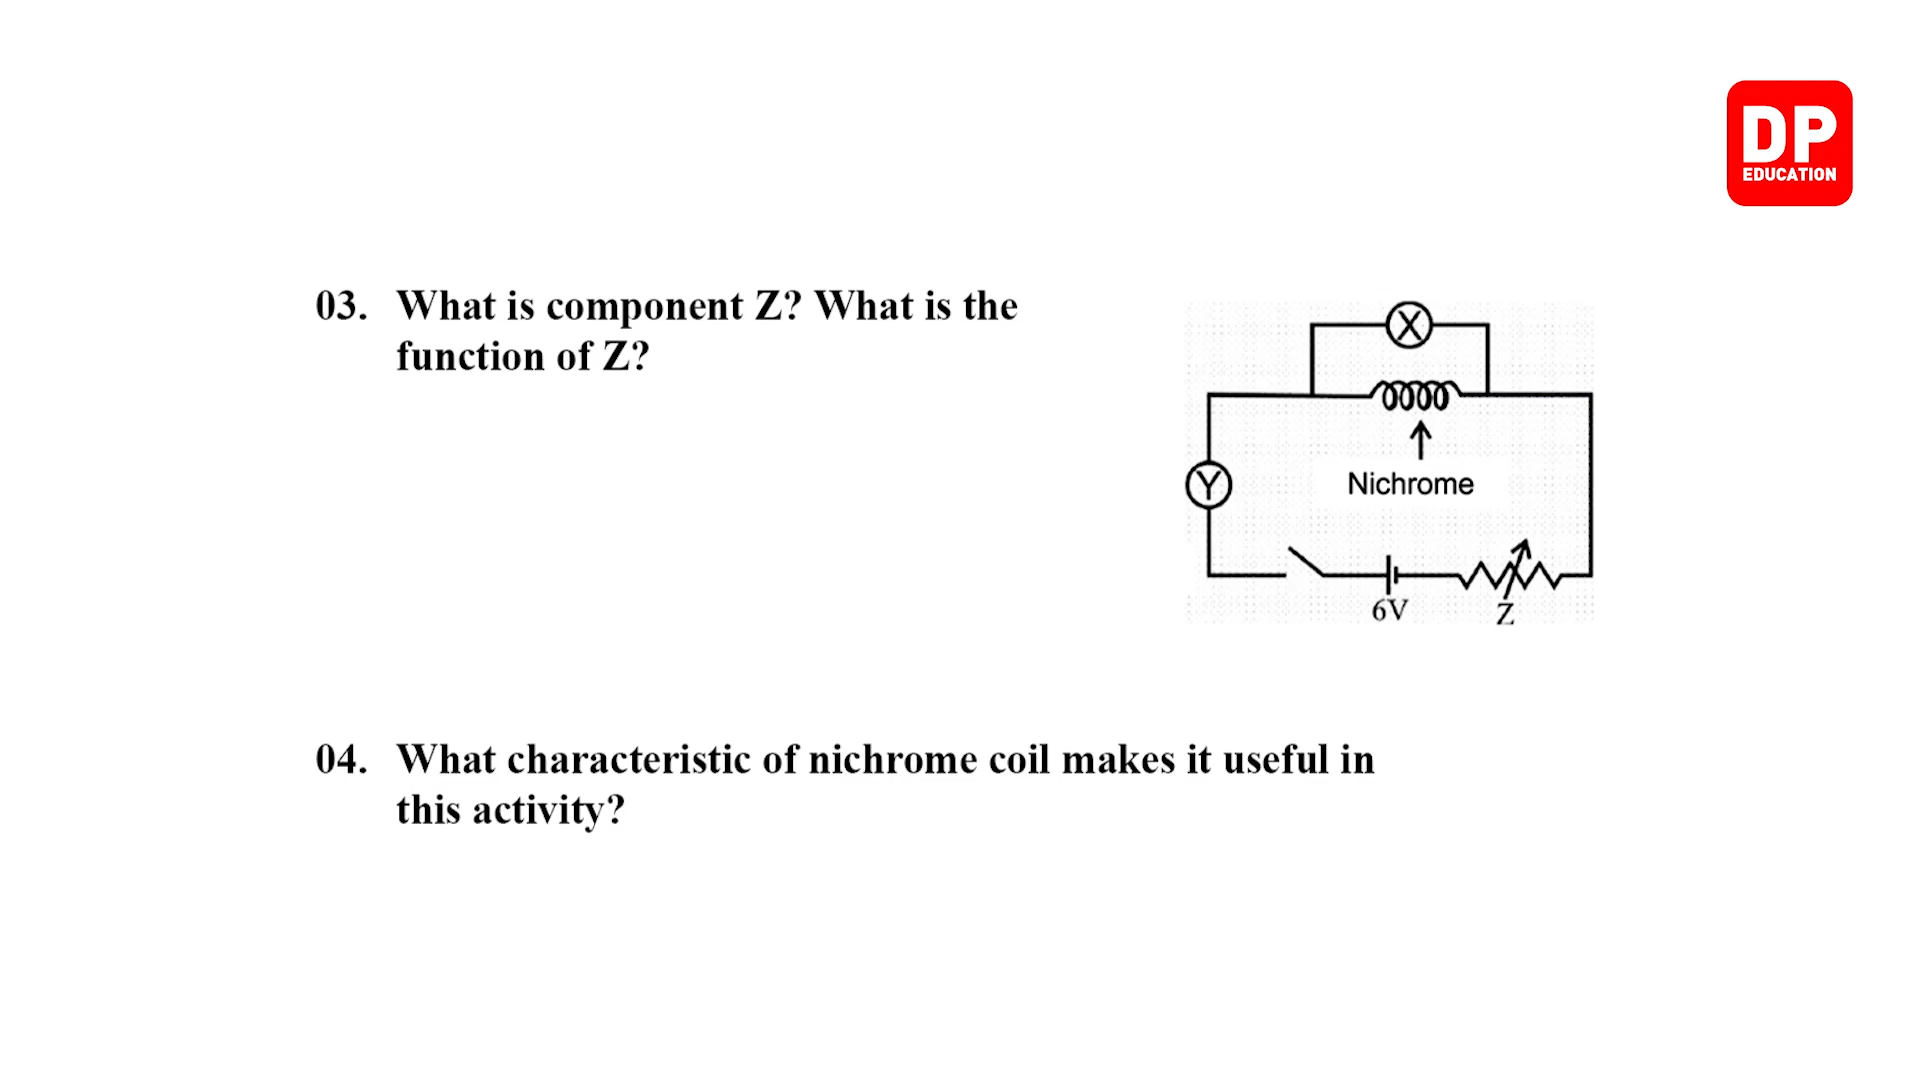 DP
EDUCATION
03. What is component Z? What is the
function of Z?
X
Y
Nichrome
6V
Z
04. What characteristic of nichrome coil makes it useful in
this activity?